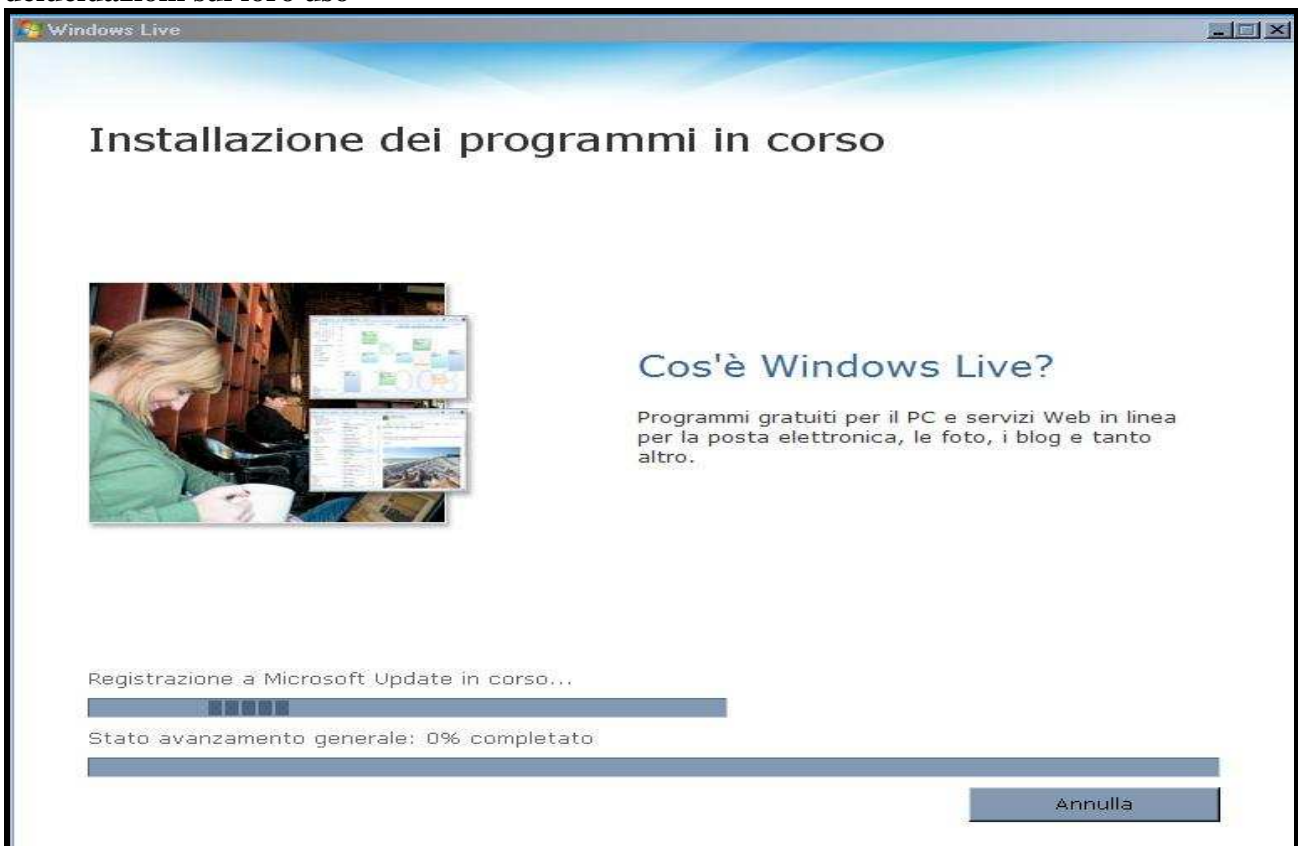 Windows Live
Installazione dei programmi in corso
Cos'è Windows Live?
Programmi gratuiti per il PC e servizi Web in linea
per la posta elettronica, le foto, i blog e tanto
altro.
Registrazione a Microsoft Update in corso...
Stato avanzamento generale: 0% completato
Annulla